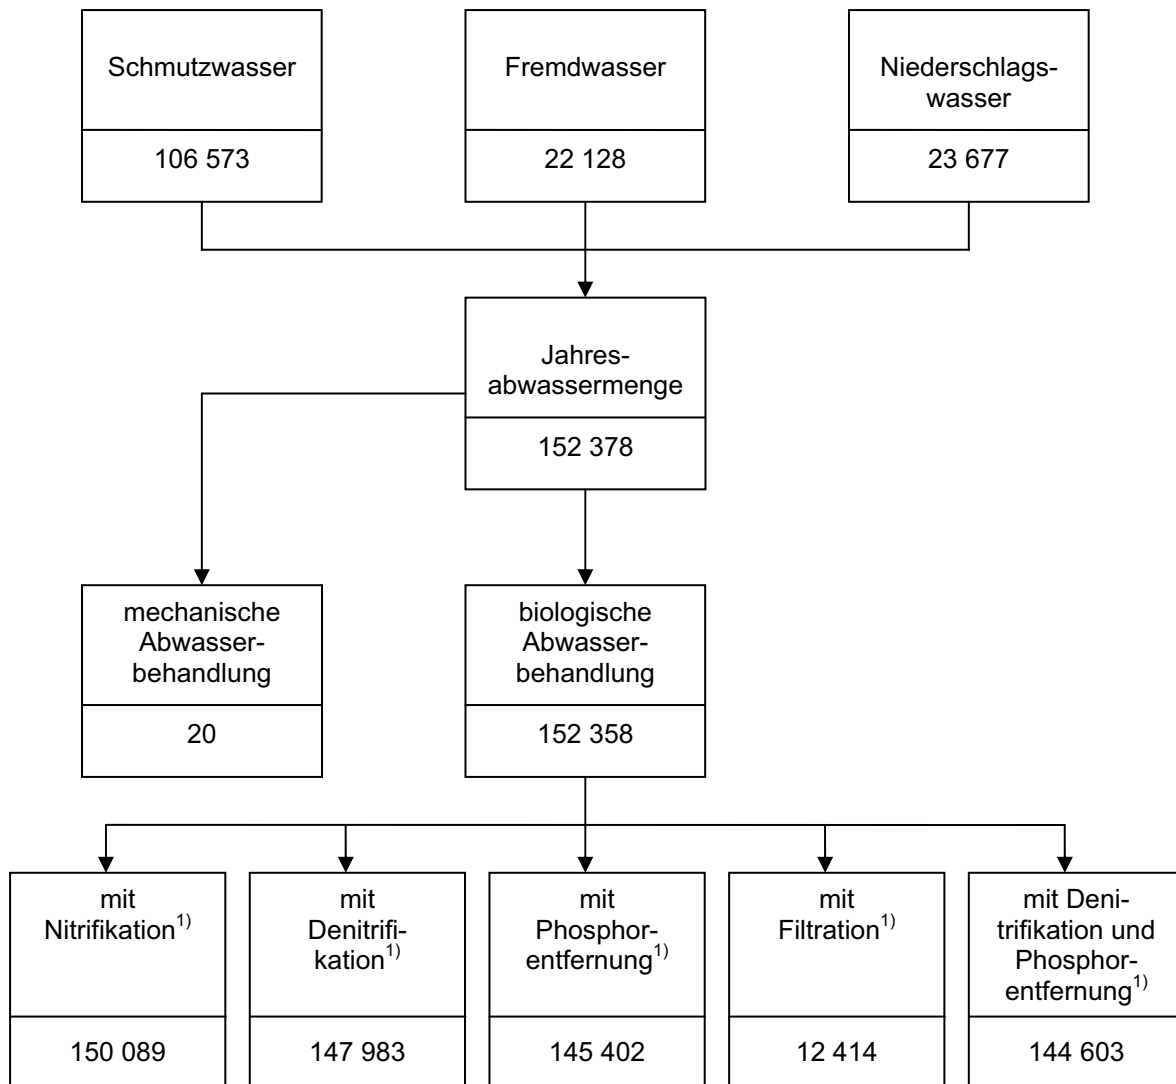 Schmutzwasser
106 573
Fremdwasser
22 128
Niederschlags-
wasser
23 677
Jahres-
abwassermenge
152 378
mechanische
Abwasser-
behandlung
20
biologische
Abwasser-
behandlung
152 358
mit
Nitrifikation1)
150 089
mit
Denitrifi-
kation1)
147 983
mit
Phosphor-
entfernung1)
145 402
mit
Filtration1)
12 414
mit Deni-
trifikation und
Phosphor-
entfernung1)
144 603